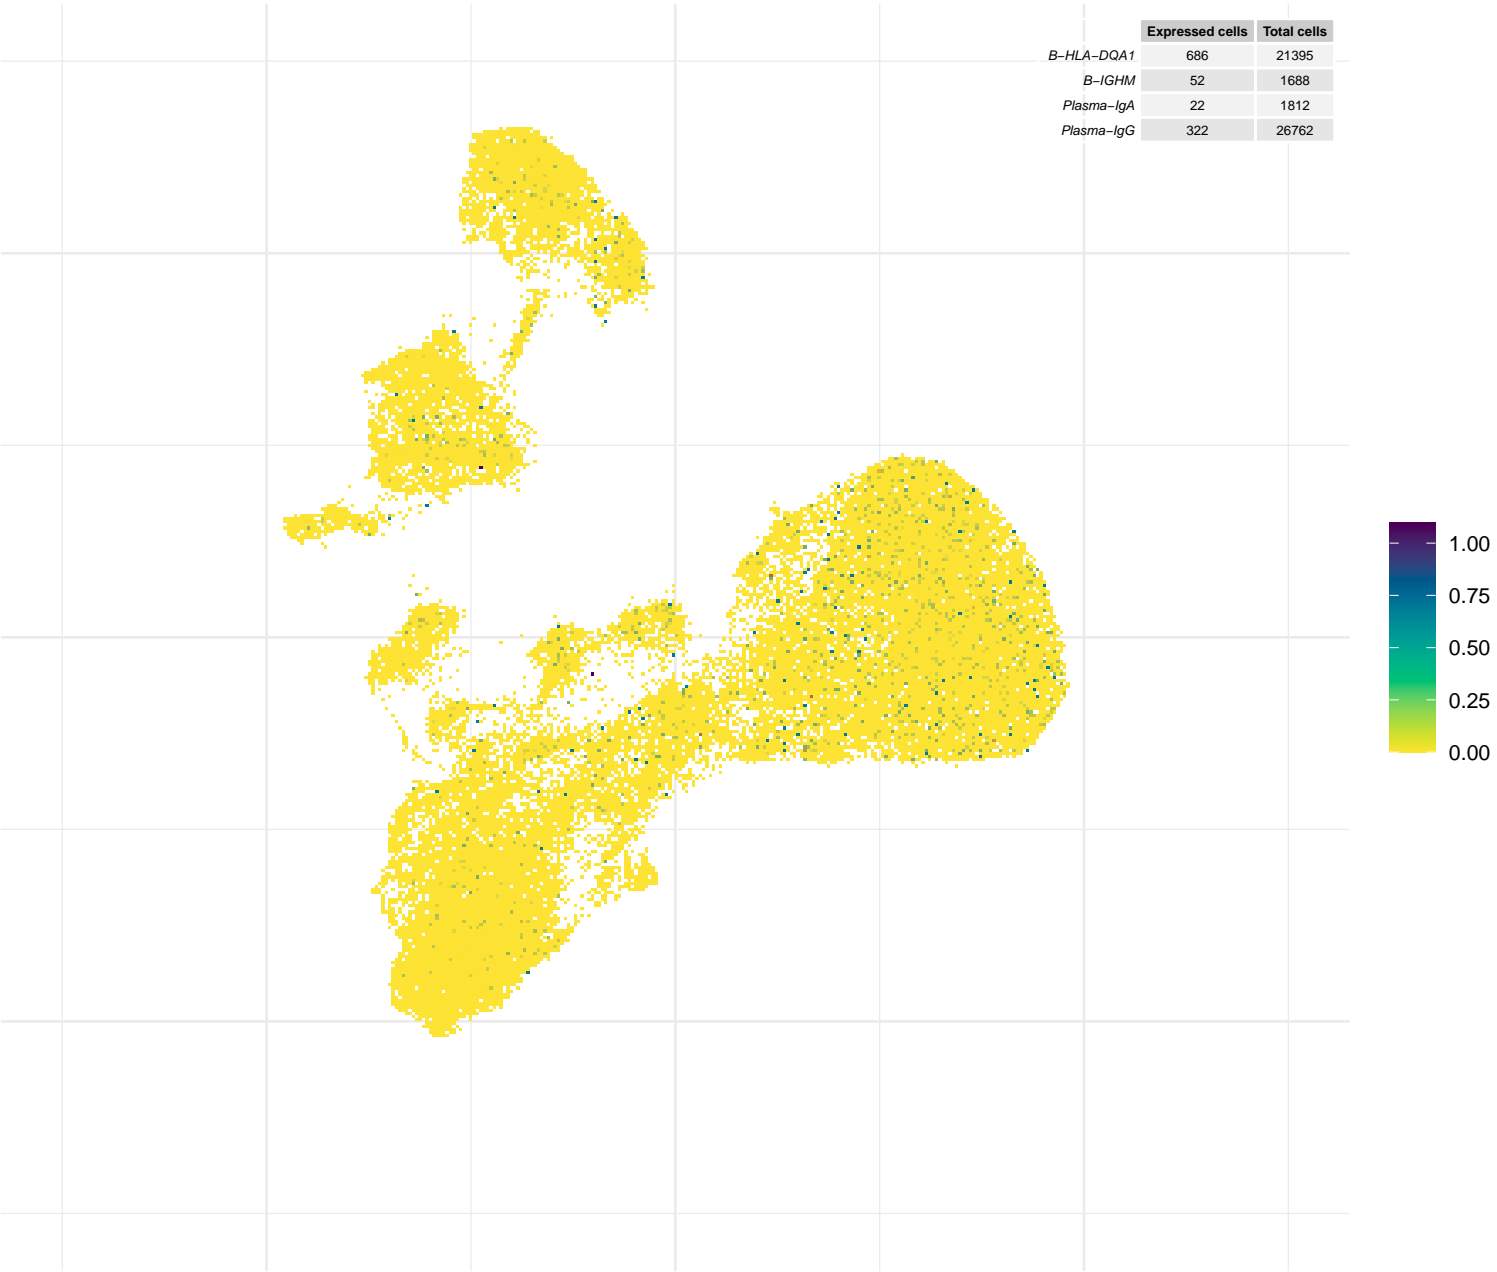 Expressed cells Total cells
B−HLA−DQA1 686 21395
B−IGHM 52 1688
Plasma−IgA 22 1812
Plasma−IgG 322 26762
1.00
0.75
0.50
0.25
0.00